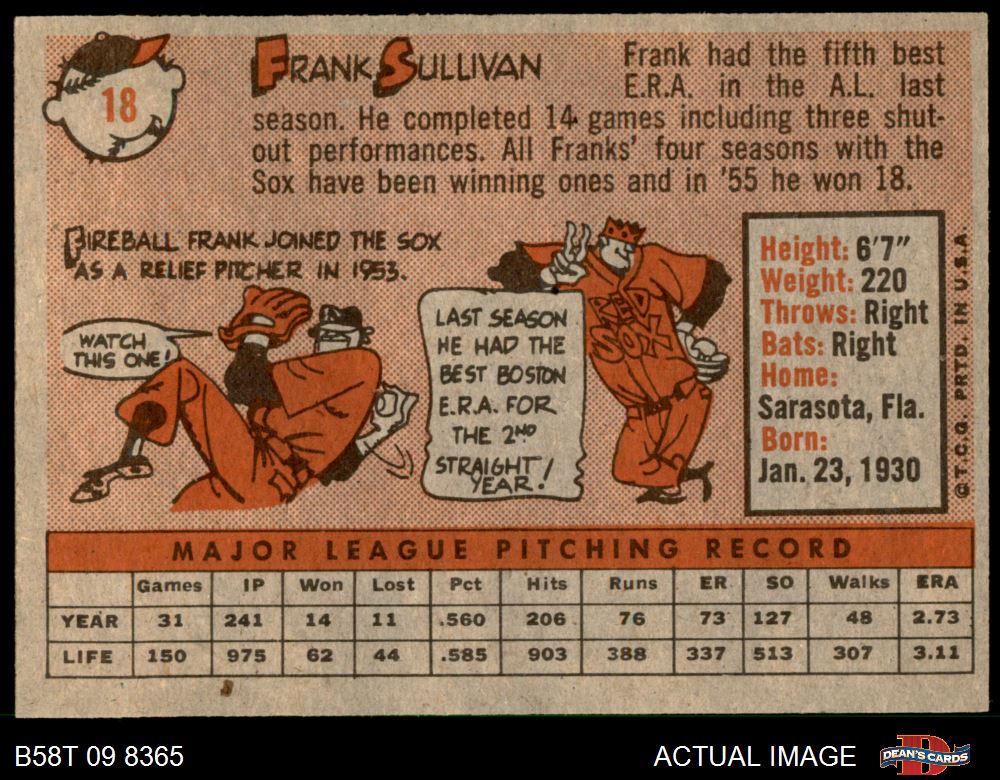 18
FRANK SULLIVAN
Frank had the fifth best
E.R.A. in the A.L. last
season. He completed 14 games including three shut-
out performances. All Franks' four seasons with the
Sox have been winning ones and in '55 he won 18.
FIREBALL FRANK JOINED THE SOX
AS A RELIEF PITCHER IN 1953.
WATCH
THIS ONE!
LAST SEASON
HE HAD THE
BEST BOSTON
E.R.A. FOR
THE 2ND
STRAIGHT
YEAR!
RED
SOX
Height: 6'7"
Weight: 220
Throws: Right
Bats: Right
Home:
Sarasota, Fla.
Born:
Jan. 23, 1930
© T.C.G. PRTD. IN U.S.A.
MAJOR LEAGUE PITCHING RECORD
Games IP Won Lost Pct Hits Runs ER SO Walks ERA
YEAR 31 241 14 11 .560 206 76 73 127 48 2.73
LIFE 150 975 62 44 .585 903 388 337 513 307 3.11
B58T 09 8365
ACTUAL IMAGE
DEAN'S CARDS